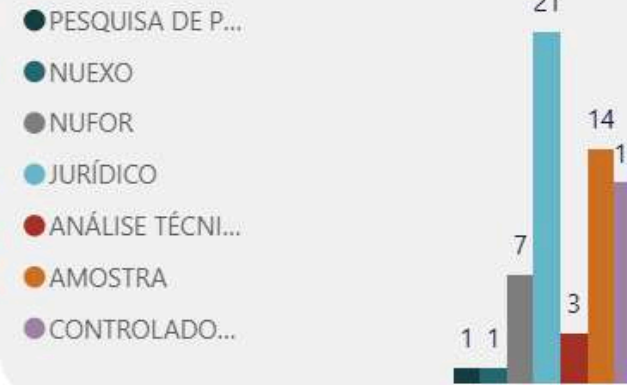 PESQUISA DE P...
NUEXO
NUFOR
JURÍDICO
ANÁLISE TÉCNI...
AMOSTRA
CONTROLADO...
21
14
7
3
1 1